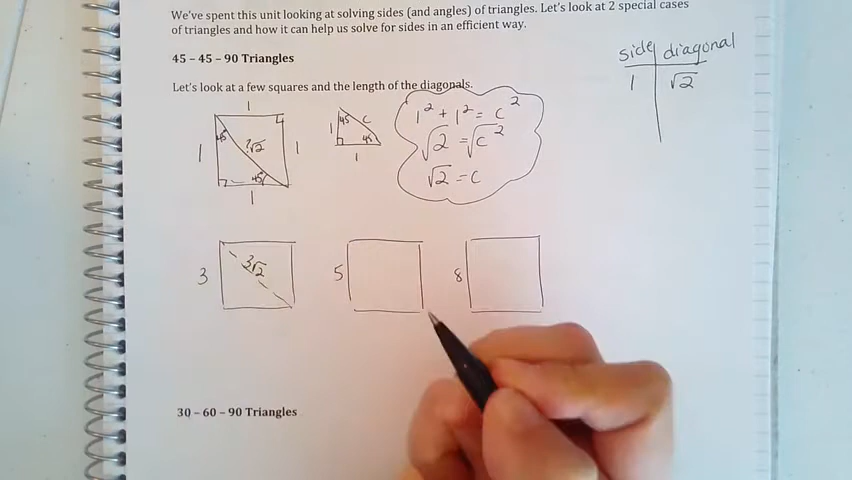 We've spent this unit looking at solving sides (and angles) of triangles. Let's look at 2 special cases
of triangles and how it can help us solve for sides in an efficient way.
side diagonal
1 √2
45 – 45 – 90 Triangles
Let's look at a few squares and the length of the diagonals.
1
45
1
?√2
1
45
1
45
c
1
45
1
1² + 1² = c²
√2 = √c²
√2 = c
3
3√2
5
8
30 – 60 – 90 Triangles